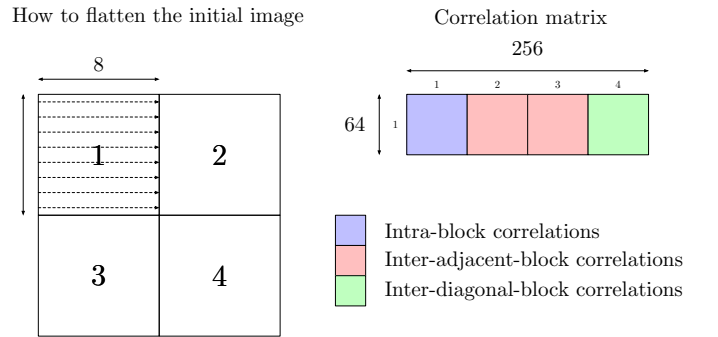 How to flatten the initial image
8
1
2
3
4
Correlation matrix
256
1 2 3 4
64
1
Intra-block correlations
Inter-adjacent-block correlations
Inter-diagonal-block correlations